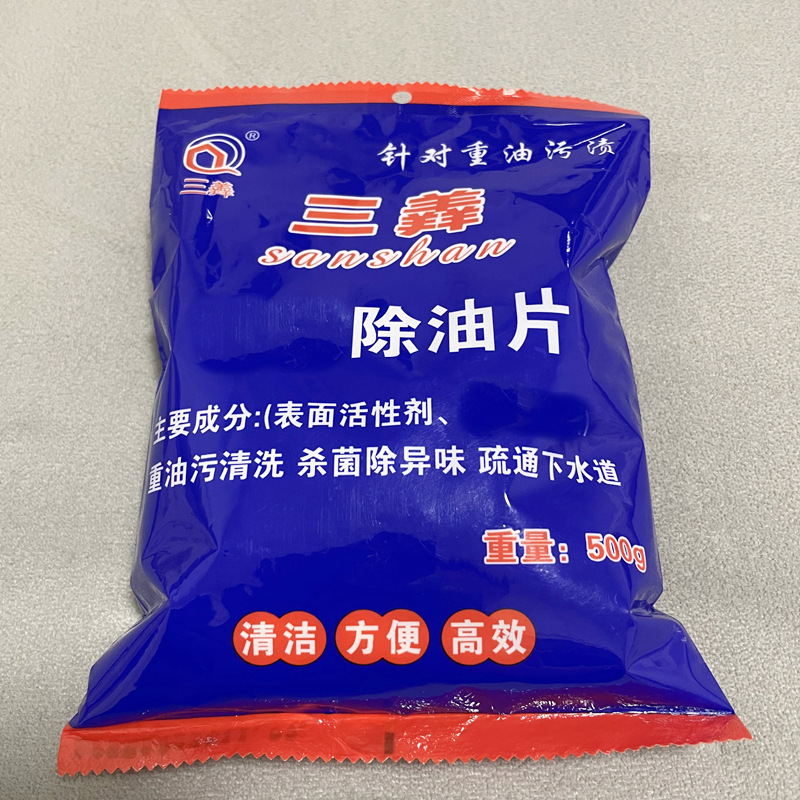 ®
三羴
针对重油污渍
三羴
sanshan
除油片
主要成分:(表面活性剂、
重油污清洗 杀菌除异味 疏通下水道
重量：500g
清洁 方便 高效